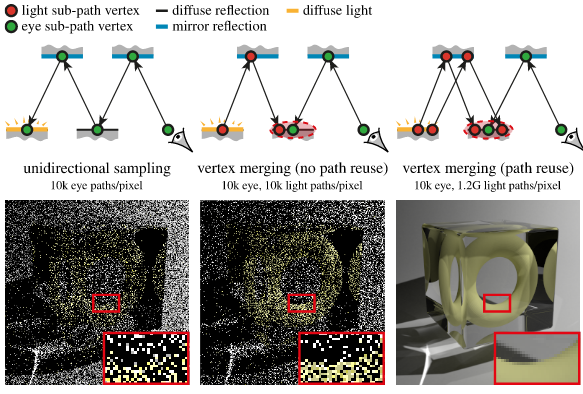 light sub-path vertex
diffuse reflection
diffuse light
eye sub-path vertex
mirror reflection
unidirectional sampling
10k eye paths/pixel
vertex merging (no path reuse)
10k eye, 10k light paths/pixel
vertex merging (path reuse)
10k eye, 1.2G light paths/pixel